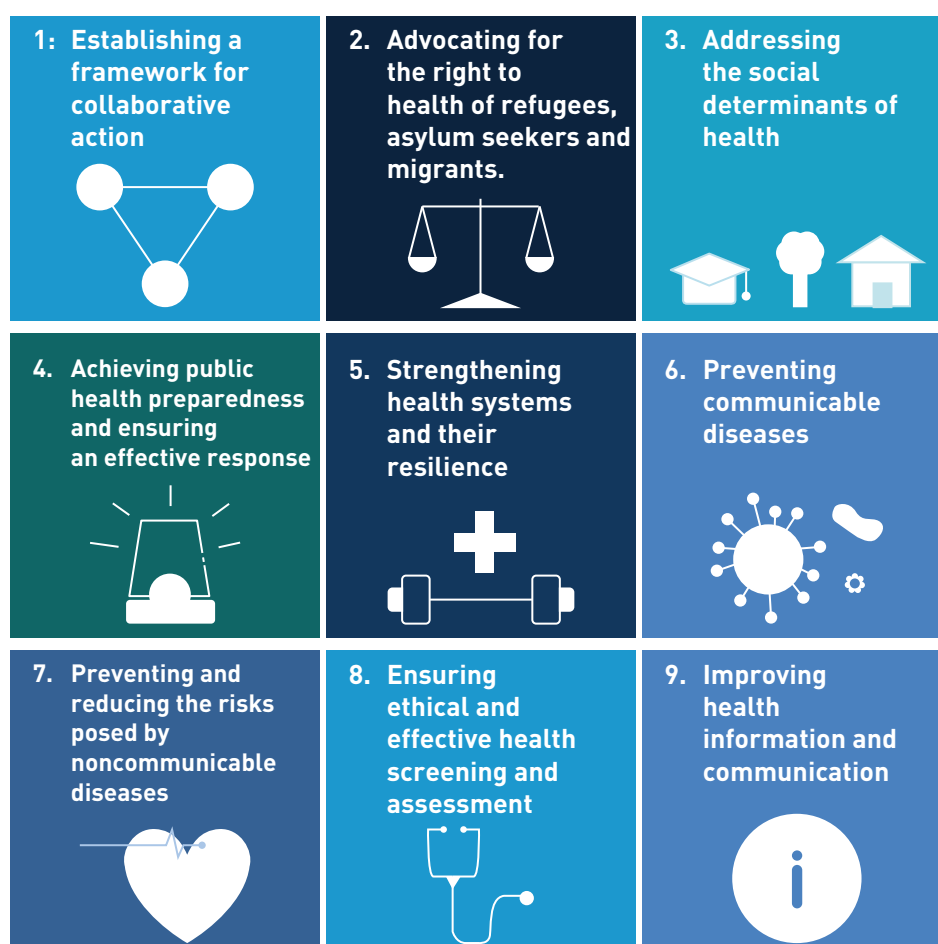 1: Establishing a
framework for
collaborative
action
2. Advocating for
the right to
health of refugees,
asylum seekers and
migrants.
3. Addressing
the social
determinants of
health
4. Achieving public
health preparedness
and ensuring
an effective response
5. Strengthening
health systems
and their
resilience
6. Preventing
communicable
diseases
7. Preventing and
reducing the risks
posed by
noncommunicable
diseases
8. Ensuring
ethical and
effective health
screening and
assessment
9. Improving
health
information and
communication
i